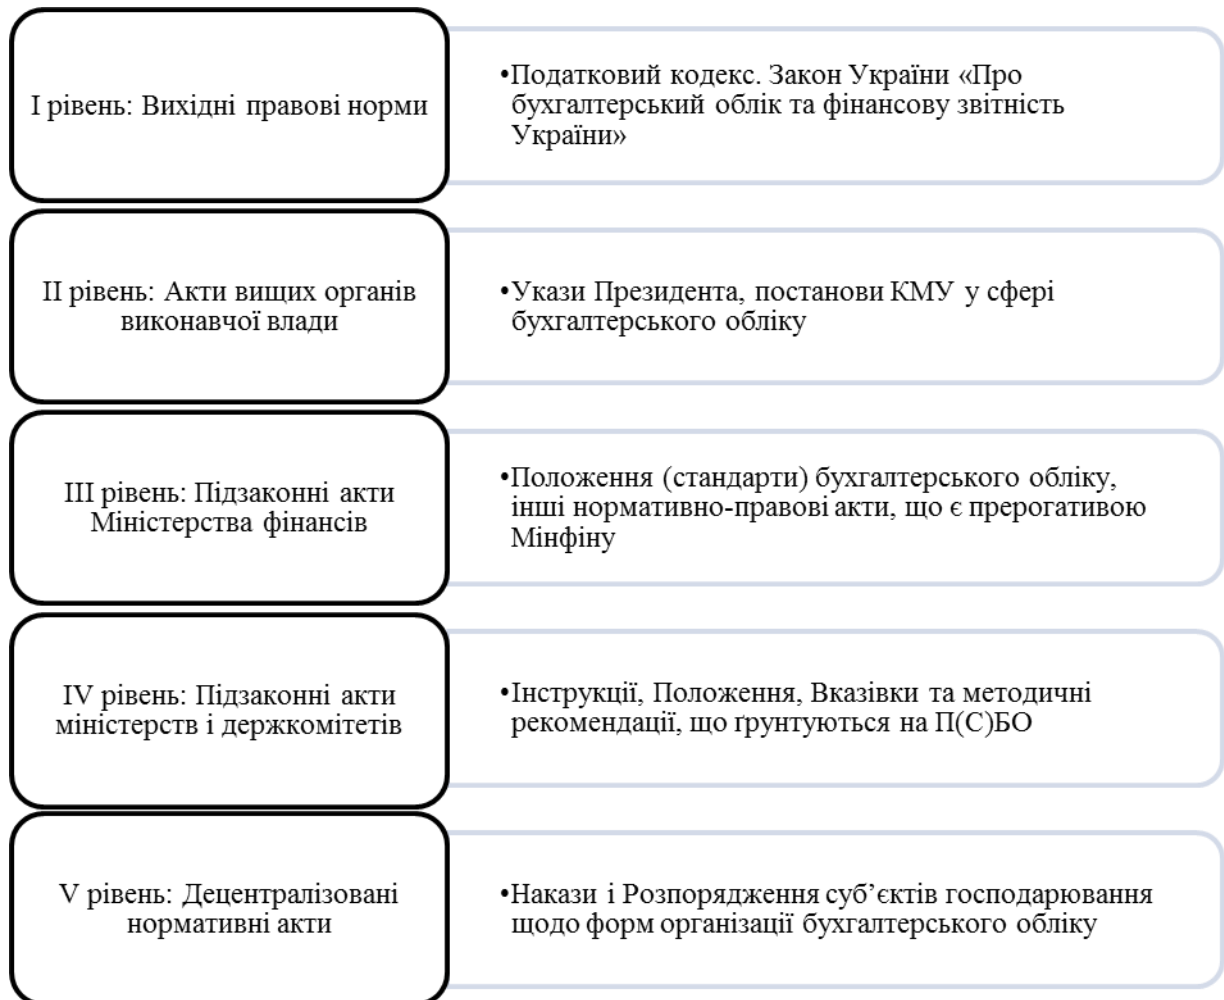 І рівень: Вихідні правові норми
•Податковий кодекс. Закон України «Про
бухгалтерський облік та фінансову звітність
України»
ІІ рівень: Акти вищих органів
виконавчої влади
•Укази Президента, постанови КМУ у сфері
бухгалтерського обліку
ІІІ рівень: Підзаконні акти
Міністерства фінансів
•Положення (стандарти) бухгалтерського обліку,
інші нормативно-правові акти, що є прерогативою
Мінфіну
IV рівень: Підзаконні акти
міністерств і держкомітетів
•Інструкції, Положення, Вказівки та методичні
рекомендації, що ґрунтуються на П(С)БО
V рівень: Децентралізовані
нормативні акти
•Накази і Розпорядження суб’єктів господарювання
щодо форм організації бухгалтерського обліку